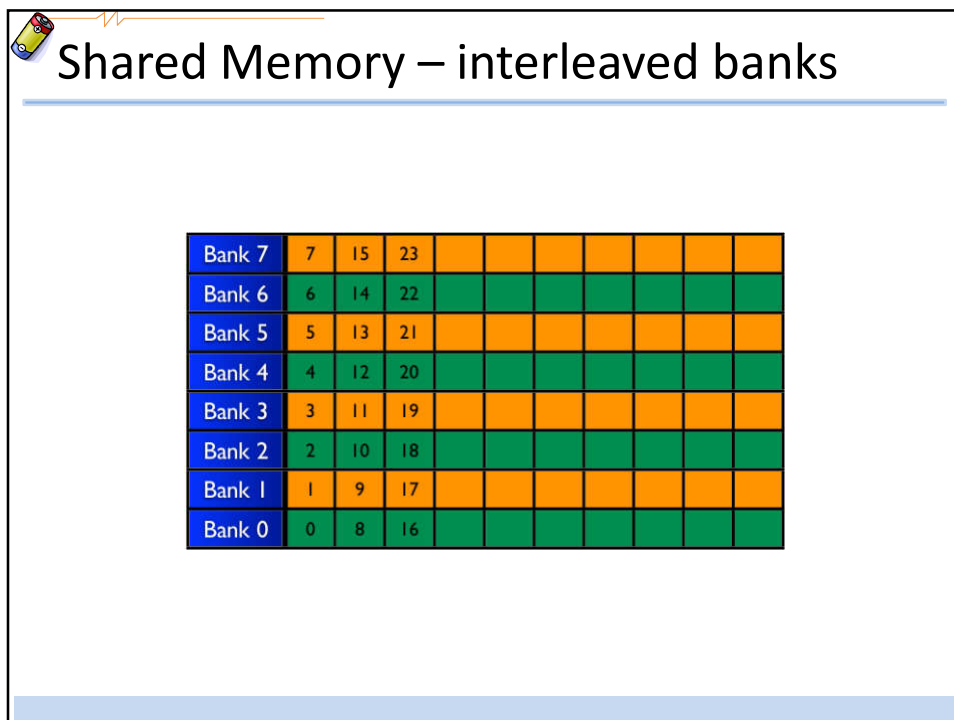 Shared Memory – interleaved banks
Bank 7 7 15 23
Bank 6 6 14 22
Bank 5 5 13 21
Bank 4 4 12 20
Bank 3 3 11 19
Bank 2 2 10 18
Bank 1 1 9 17
Bank 0 0 8 16